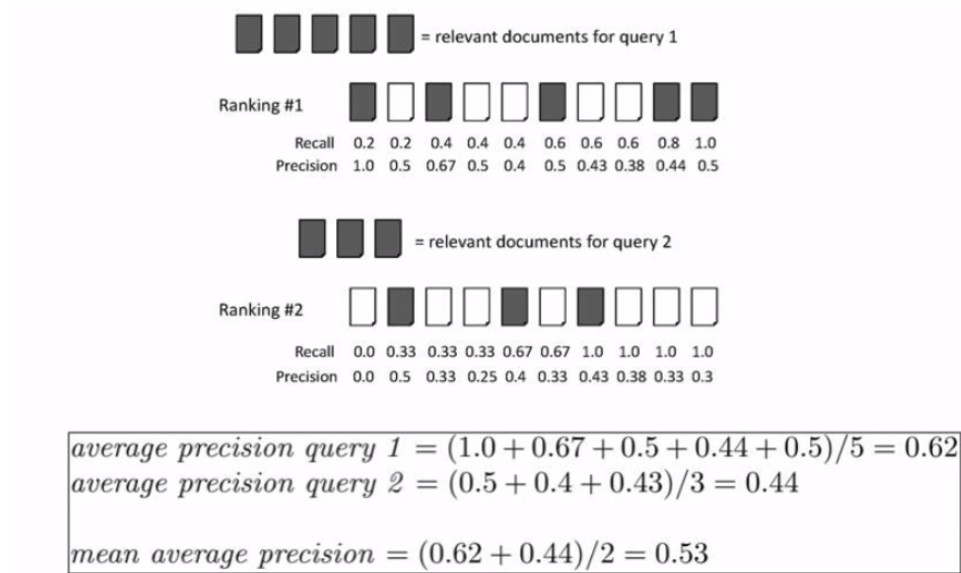 = relevant documents for query 1
Ranking #1
Recall 0.2 0.2 0.4 0.4 0.4 0.6 0.6 0.6 0.8 1.0
Precision 1.0 0.5 0.67 0.5 0.4 0.5 0.43 0.38 0.44 0.5
= relevant documents for query 2
Ranking #2
Recall 0.0 0.33 0.33 0.33 0.67 0.67 1.0 1.0 1.0 1.0
Precision 0.0 0.5 0.33 0.25 0.4 0.33 0.43 0.38 0.33 0.3
average precision query 1 = (1.0 + 0.67 + 0.5 + 0.44 + 0.5)/5 = 0.62
average precision query 2 = (0.5 + 0.4 + 0.43)/3 = 0.44
mean average precision = (0.62 + 0.44)/2 = 0.53